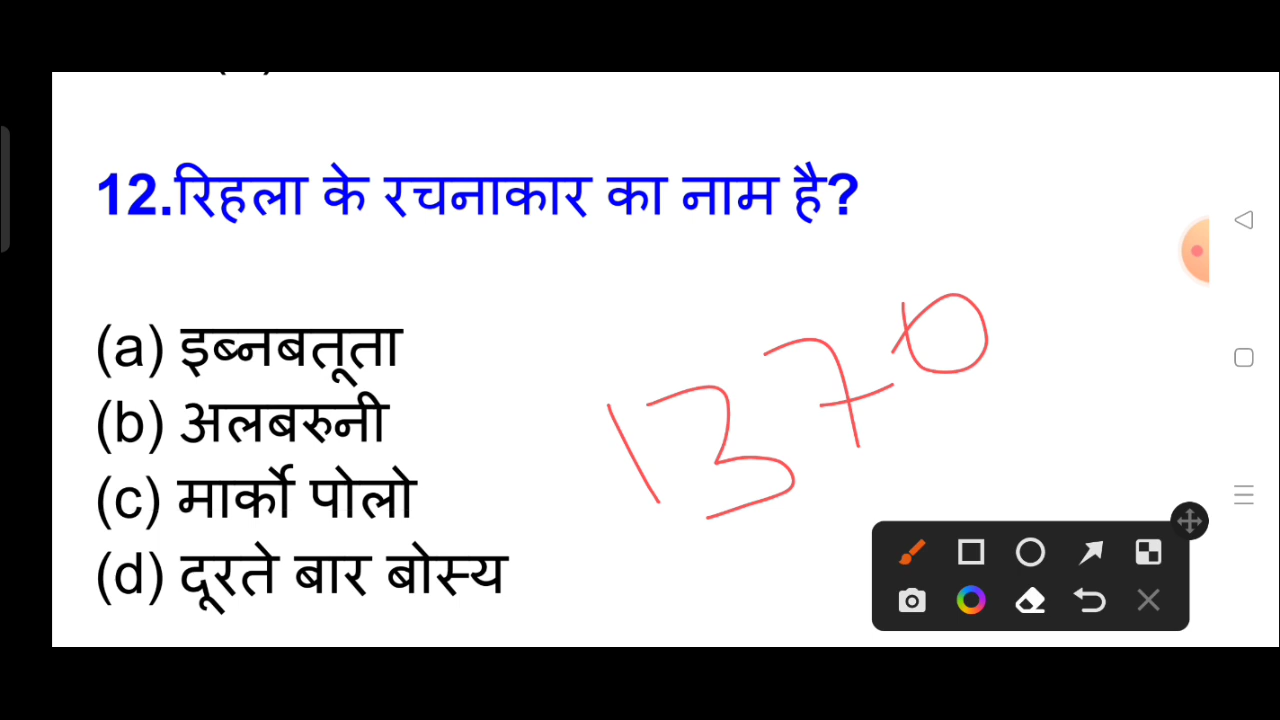 12.रिहला के रचनाकार का नाम है?
(a) इब्नबतूता
(b) अलबरुनी
(c) मार्को पोलो
(d) दूरते बार बोस्य
1370